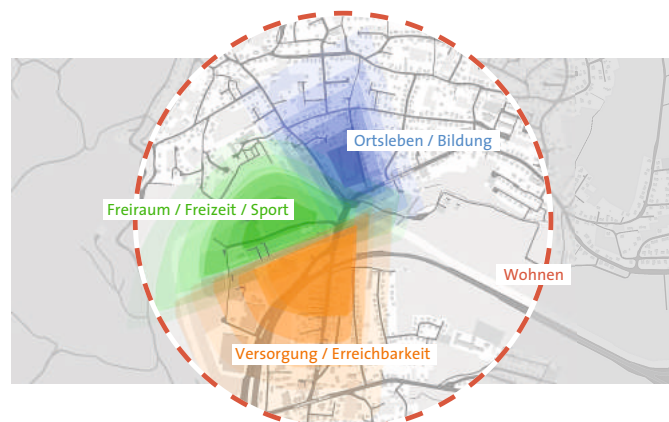 Ortsleben / Bildung
Freiraum / Freizeit / Sport
Wohnen
Versorgung / Erreichbarkeit